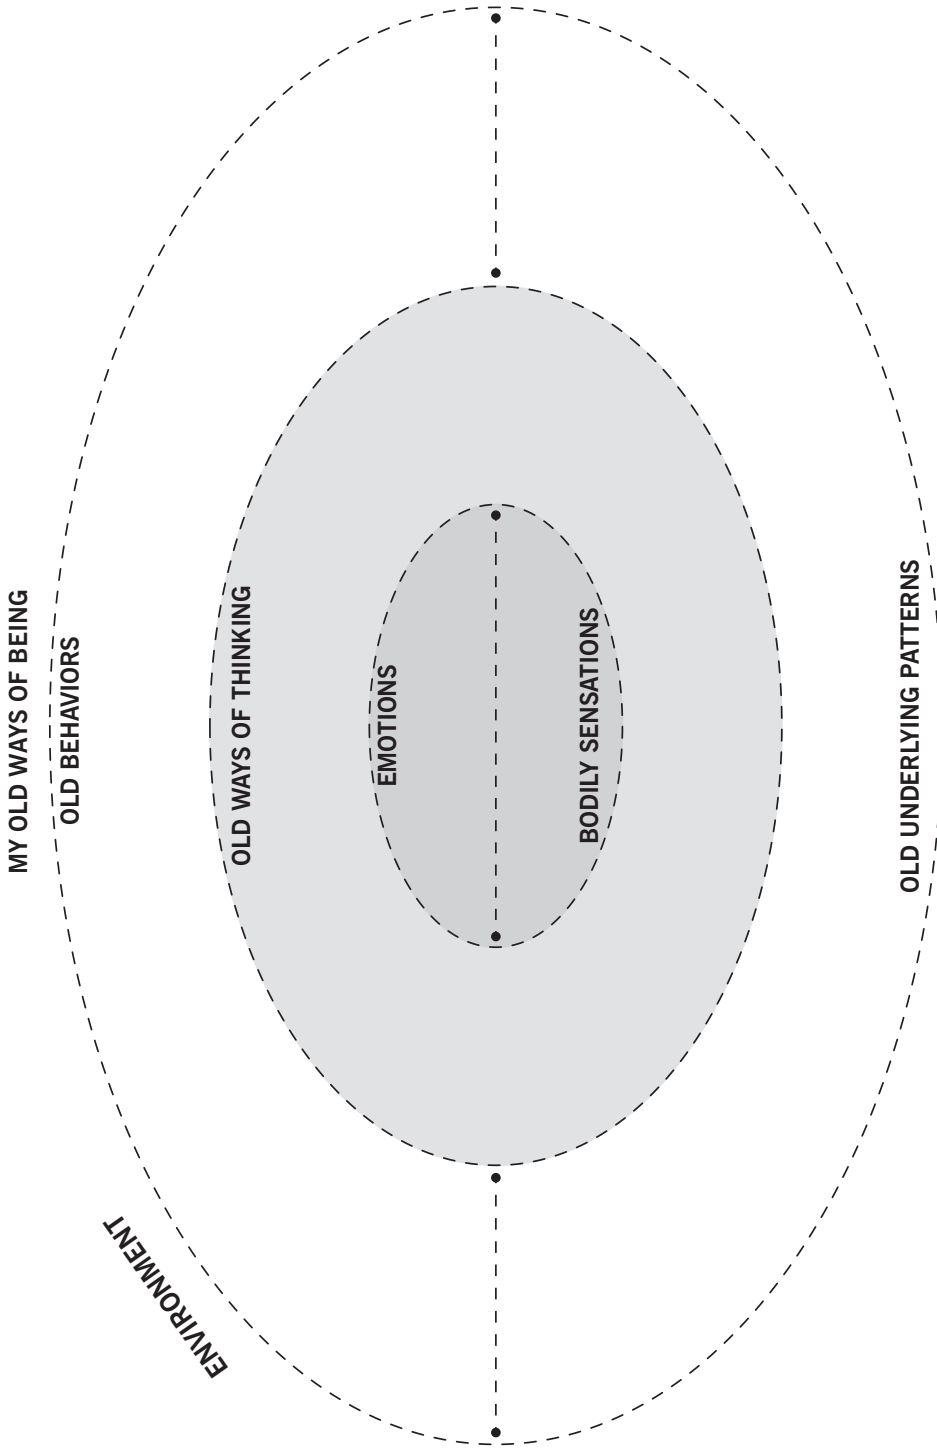 MY OLD WAYS OF BEING
OLD BEHAVIORS
ENVIRONMENT
OLD WAYS OF THINKING
EMOTIONS
BODILY SENSATIONS
OLD UNDERLYING PATTERNS